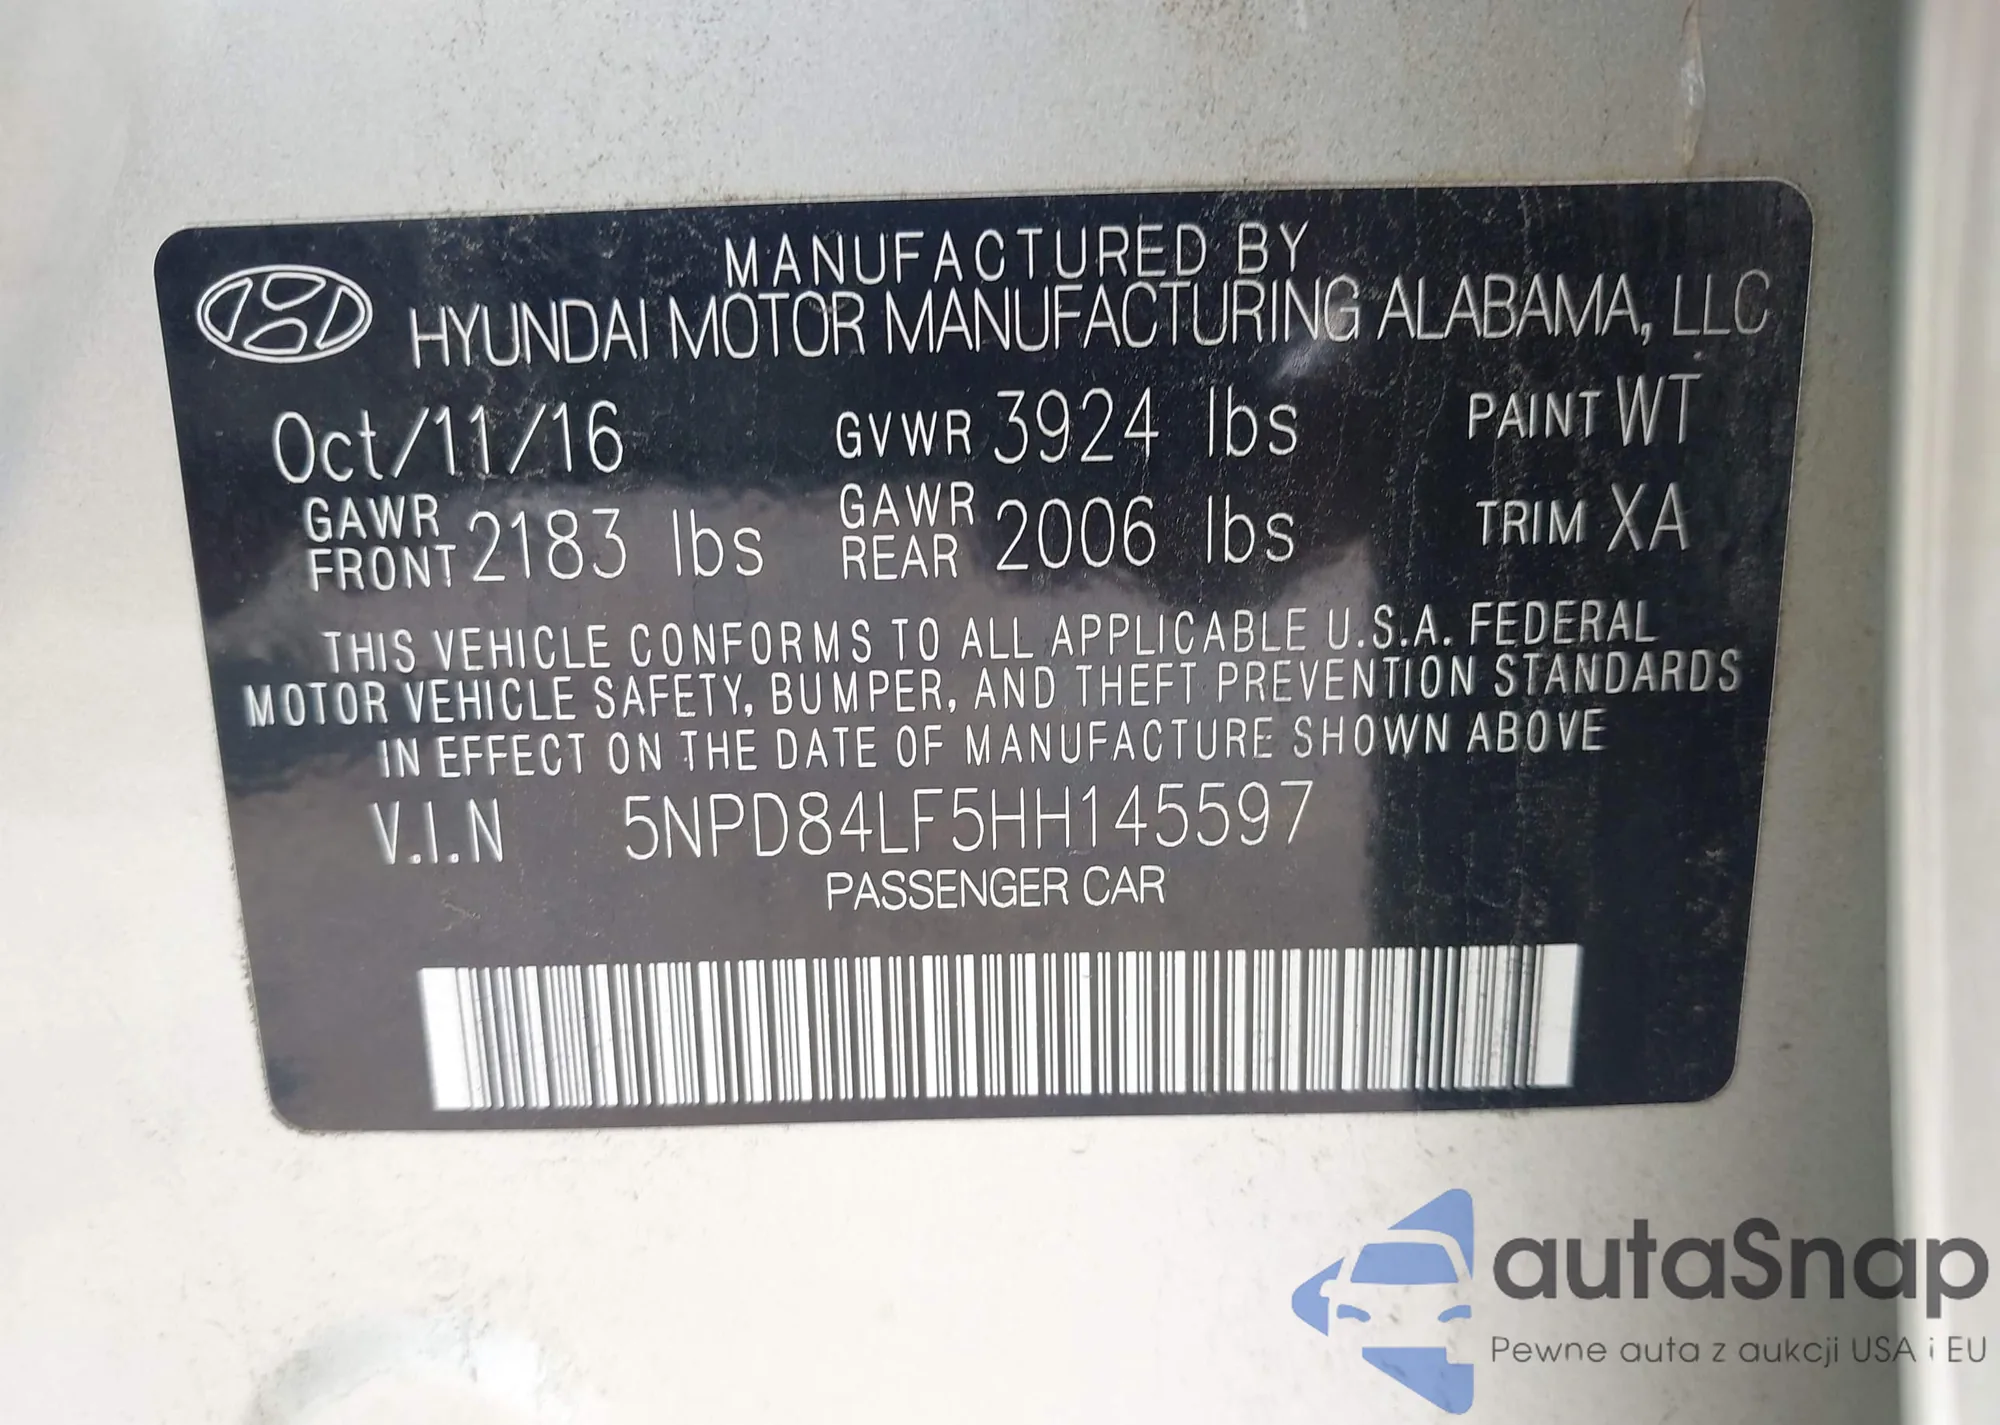 MANUFACTURED BY
HYUNDAI MOTOR MANUFACTURING ALABAMA, LLC
Oct/11/16 GVWR 3924 lbs PAINT WT
GAWR FRONT 2183 lbs GAWR REAR 2006 lbs TRIM XA
THIS VEHICLE CONFORMS TO ALL APPLICABLE U.S.A. FEDERAL
MOTOR VEHICLE SAFETY, BUMPER, AND THEFT PREVENTION STANDARDS
IN EFFECT ON THE DATE OF MANUFACTURE SHOWN ABOVE
V.I.N 5NPD84LF5HH145597
PASSENGER CAR
autaSnap
Pewne auta z aukcji USA i EU